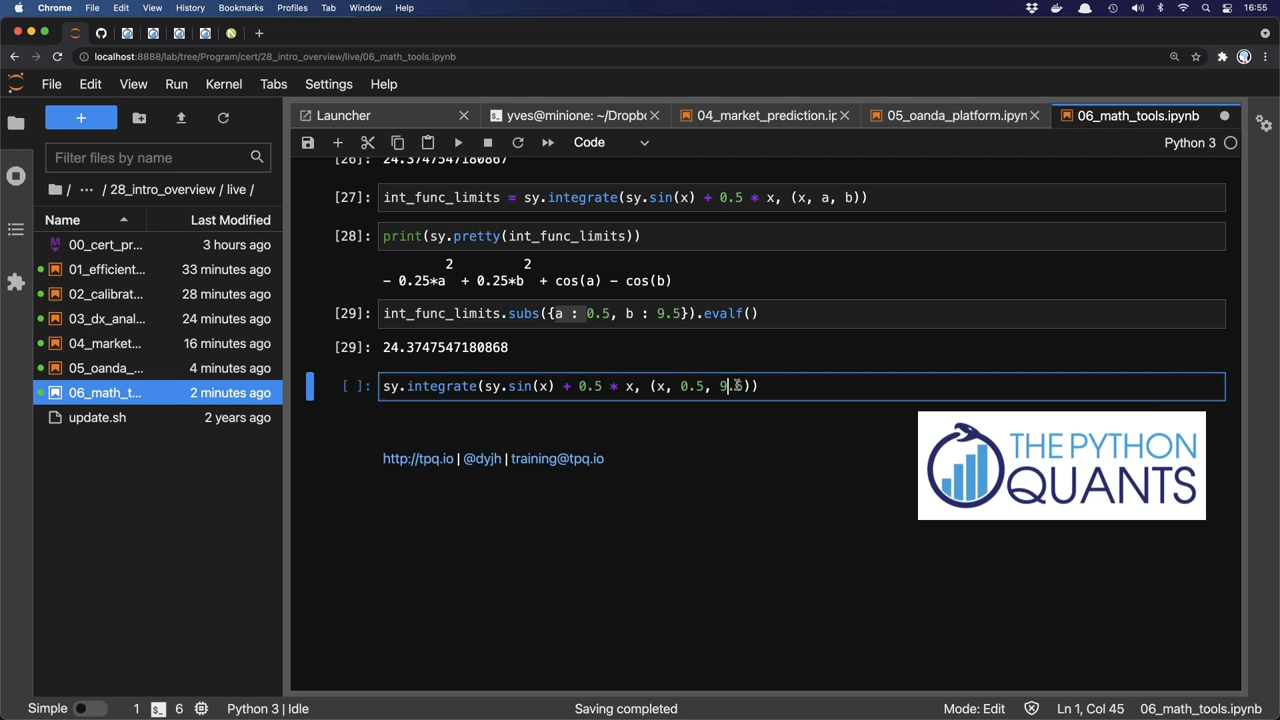 Chrome File Edit View History Bookmarks Profiles Tab Window Help 16:55
localhost:8888/lab/tree/Program/cert/28_intro_overview/live/06_math_tools.ipynb
File Edit View Run Kernel Tabs Settings Help
Launcher yves@minione: ~/Dropbo 04_market_prediction.ip 05_oanda_platform.ipyn 06_math_tools.ipynb
Code Python 3
Filter files by name
/ ... / 28_intro_overview / live /
Name Last Modified
00_cert_pr... 3 hours ago
01_efficient... 33 minutes ago
02_calibrat... 28 minutes ago
03_dx_anal... 24 minutes ago
04_market... 16 minutes ago
05_oanda_... 4 minutes ago
06_math_t... 2 minutes ago
update.sh 2 years ago
[26]: 24.3747547180867
[27]: int_func_limits = sy.integrate(sy.sin(x) + 0.5 * x, (x, a, b))
[28]: print(sy.pretty(int_func_limits))
2 2
- 0.25*a + 0.25*b + cos(a) - cos(b)
[29]: int_func_limits.subs({a : 0.5, b : 9.5}).evalf()
[29]: 24.3747547180868
[ ]: sy.integrate(sy.sin(x) + 0.5 * x, (x, 0.5, 9.5))
http://tpq.io | @dyjh | training@tpq.io
THE PYTHON
QUANTS
Simple 1 6 Python 3 | Idle Saving completed Mode: Edit Ln 1, Col 45 06_math_tools.ipynb